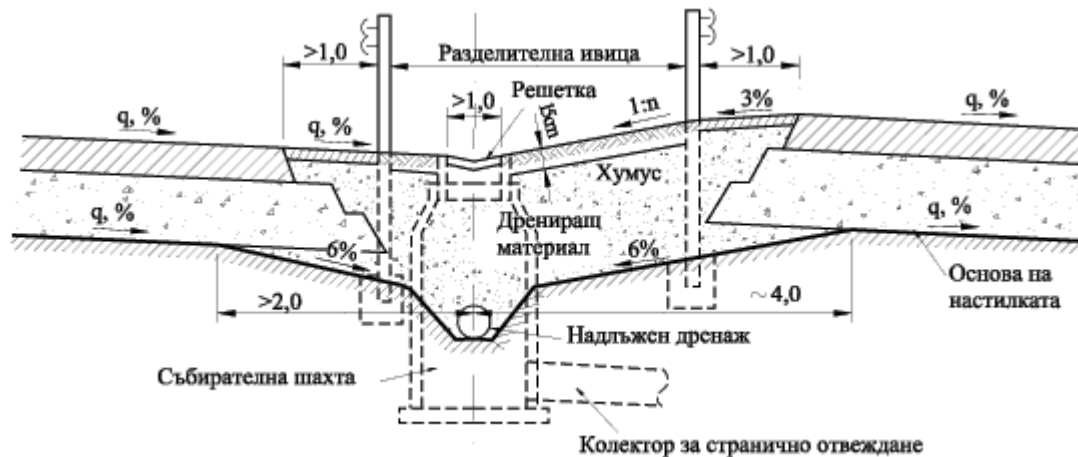 >1,0
Разделителна ивица
>1,0
Решетка
>1,0
15cm
1:n
3%
q, %
q, %
q, %
Хумус
Дрениращ
материал
q, %
q, %
6%
6%
Основа на
настилката
>2,0
~4,0
Надлъжен дренаж
Събирателна шахта
Колектор за странично отвеждане